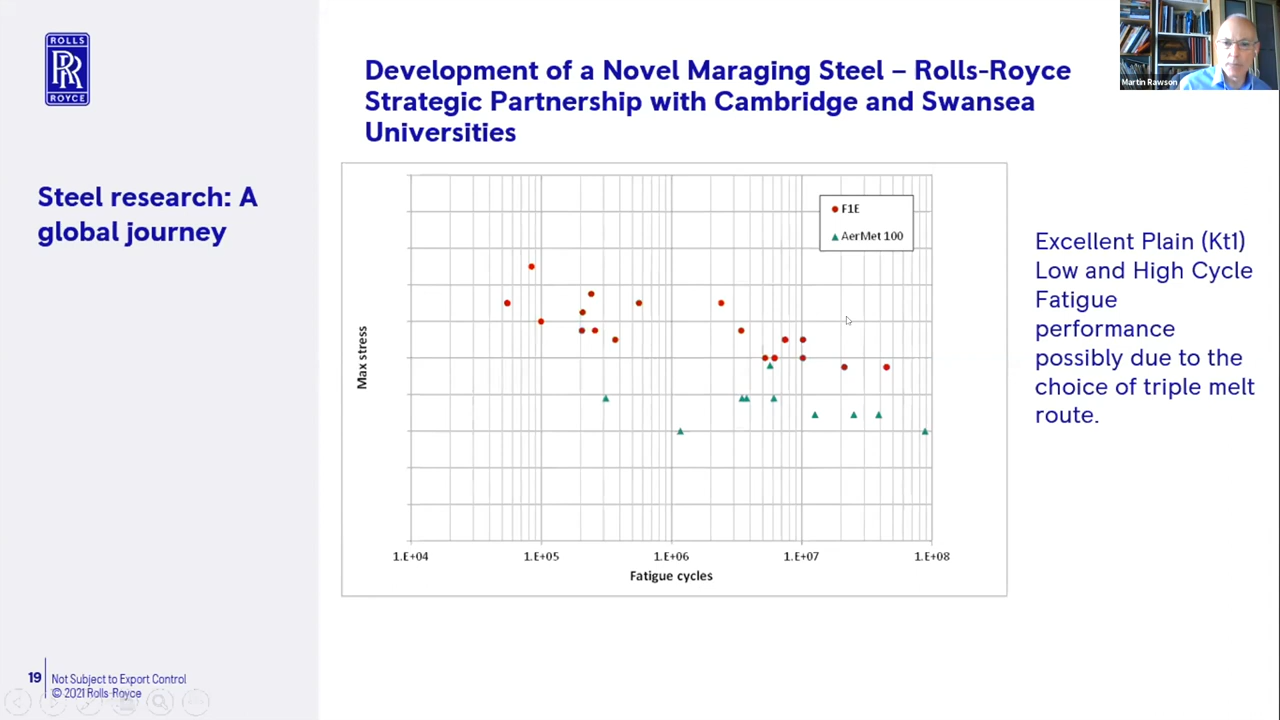 ROLLS
RR
ROYCE
Development of a Novel Maraging Steel – Rolls-Royce
Strategic Partnership with Cambridge and Swansea
Universities
Martin Rawson
Steel research: A
global journey
F1E
AerMet 100
Max stress
1.E+04 1.E+05 1.E+06 1.E+07 1.E+08
Fatigue cycles
Excellent Plain (Kt1)
Low and High Cycle
Fatigue
performance
possibly due to the
choice of triple melt
route.
19
Not Subject to Export Control
© 2021 Rolls-Royce